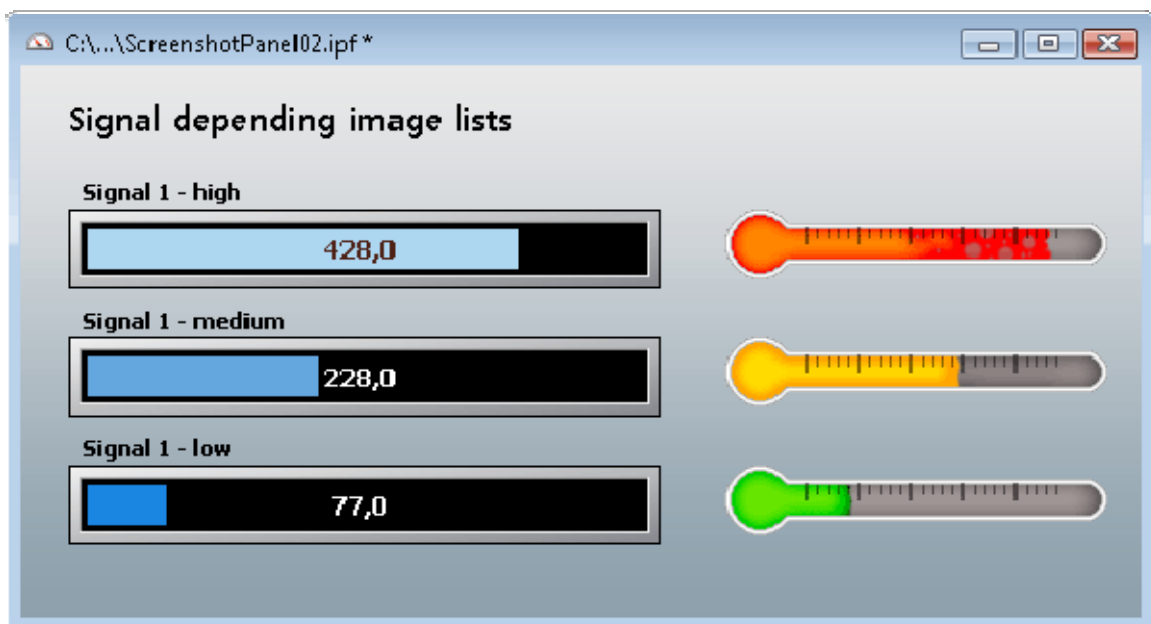 C:\...\ScreenshotPanel02.ipf *
Signal depending image lists
Signal 1 - high
428,0
Signal 1 - medium
228,0
Signal 1 - low
77,0